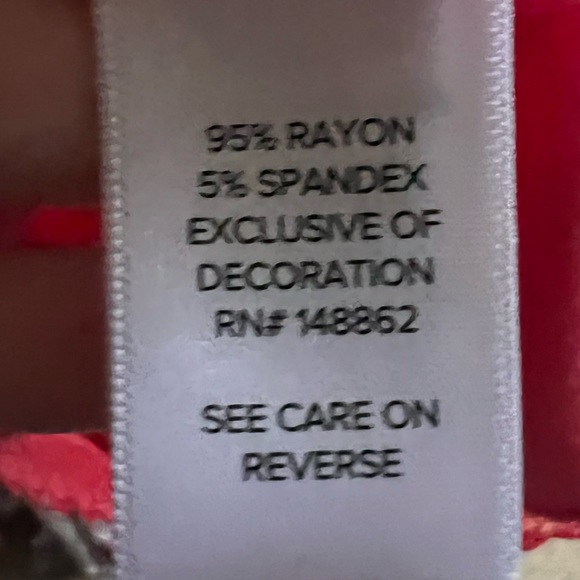 95% RAYON
5% SPANDEX
EXCLUSIVE OF
DECORATION
RN# 148862
SEE CARE ON
REVERSE